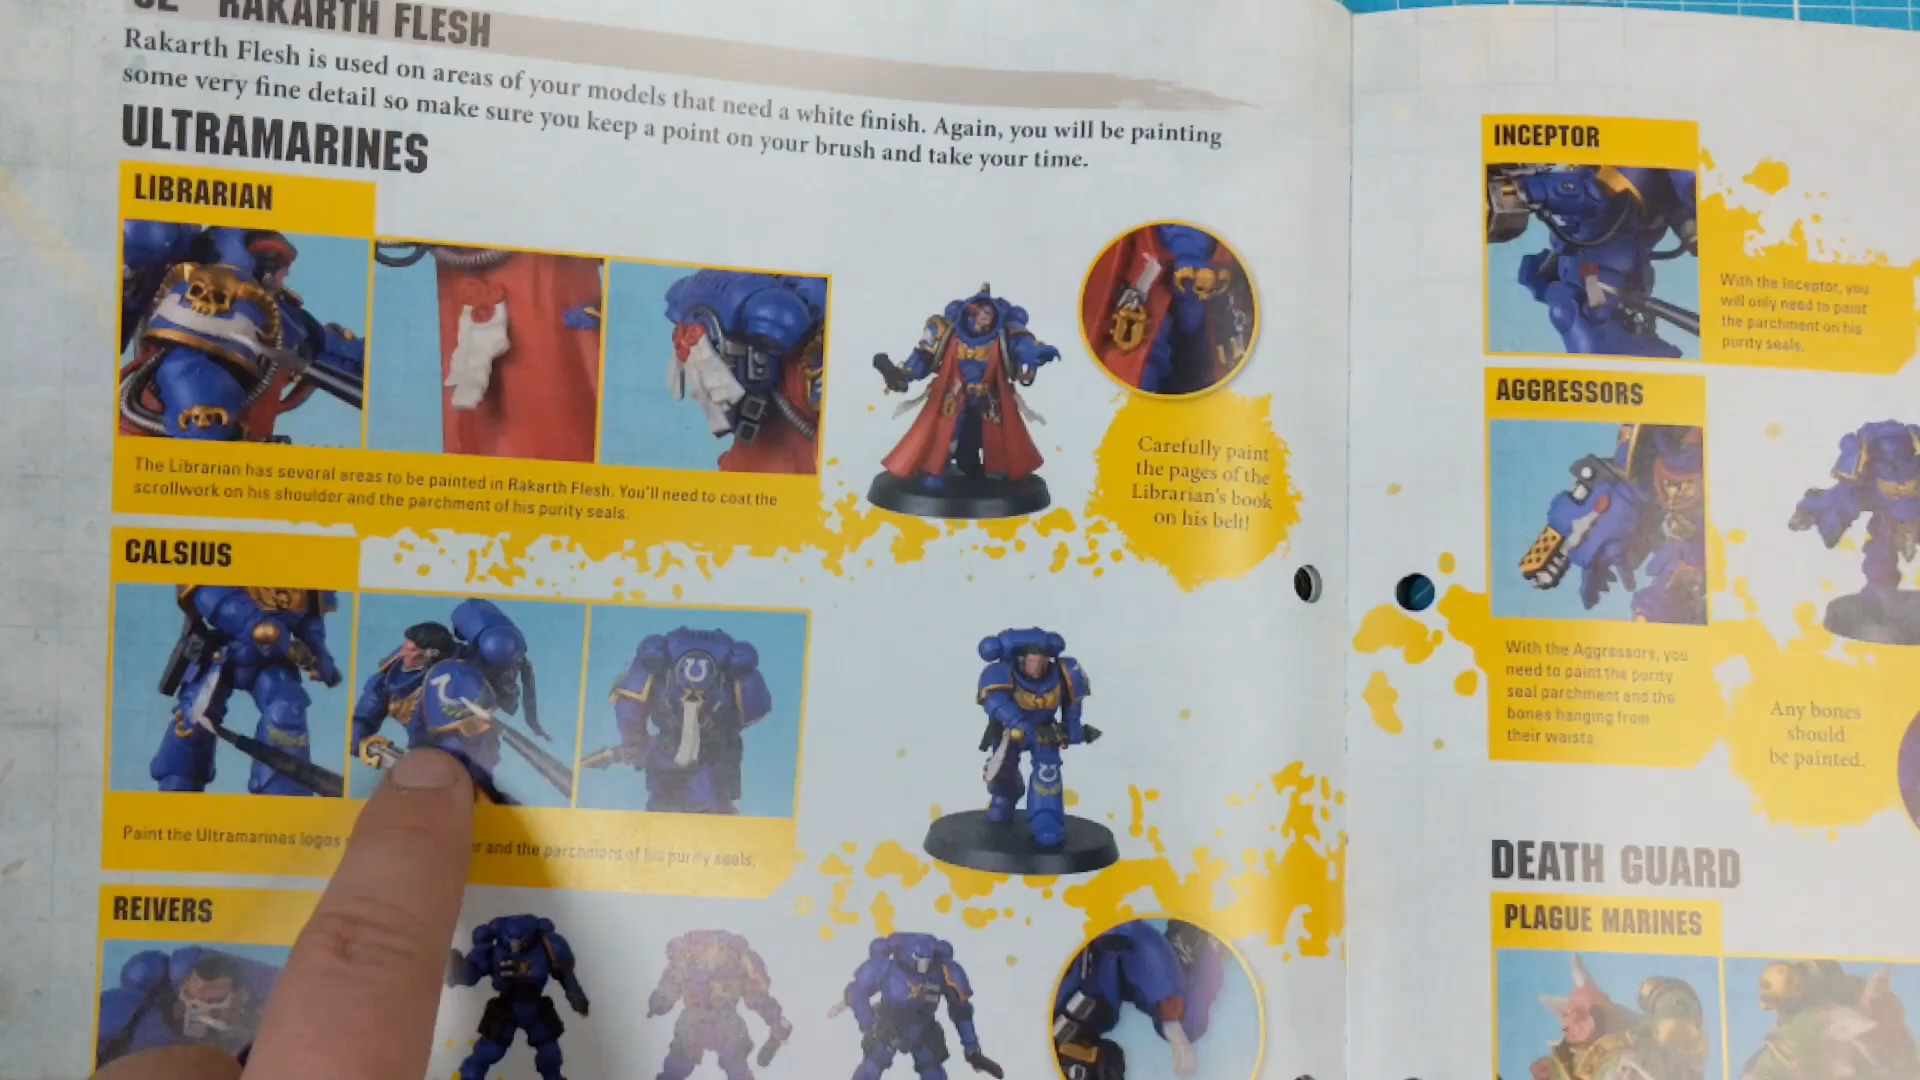 RAKARTH FLESH
Rakarth Flesh is used on areas of your models that need a white finish. Again, you will be painting
some very fine detail so make sure you keep a point on your brush and take your time.
ULTRAMARINES
LIBRARIAN
The Librarian has several areas to be painted in Rakarth Flesh. You'll need to coat the
scrollwork on his shoulder and the parchment of his purity seals.
Carefully paint
the pages of the
Librarian's book
on his belt!
CALSIUS
Paint the Ultramarines logos
and the parchment of his purity seals.
REIVERS
INCEPTOR
With the Inceptor, you
will only need to paint
the parchment on his
purity seals.
AGGRESSORS
With the Aggressors, you
need to paint the purity
seal parchment and the
bones hanging from
their waists
Any bones
should
be painted.
DEATH GUARD
PLAGUE MARINES